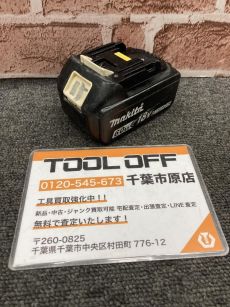 makita
18V
TOOL OFF
0120-545-673 千葉市原店
工具買取強化中！！
新品・中古・ジャンク買取可能 宅配査定・出張査定・LINE査定
無料で査定いたします！
〒260-0825
千葉県千葉市中央区村田町 776-12